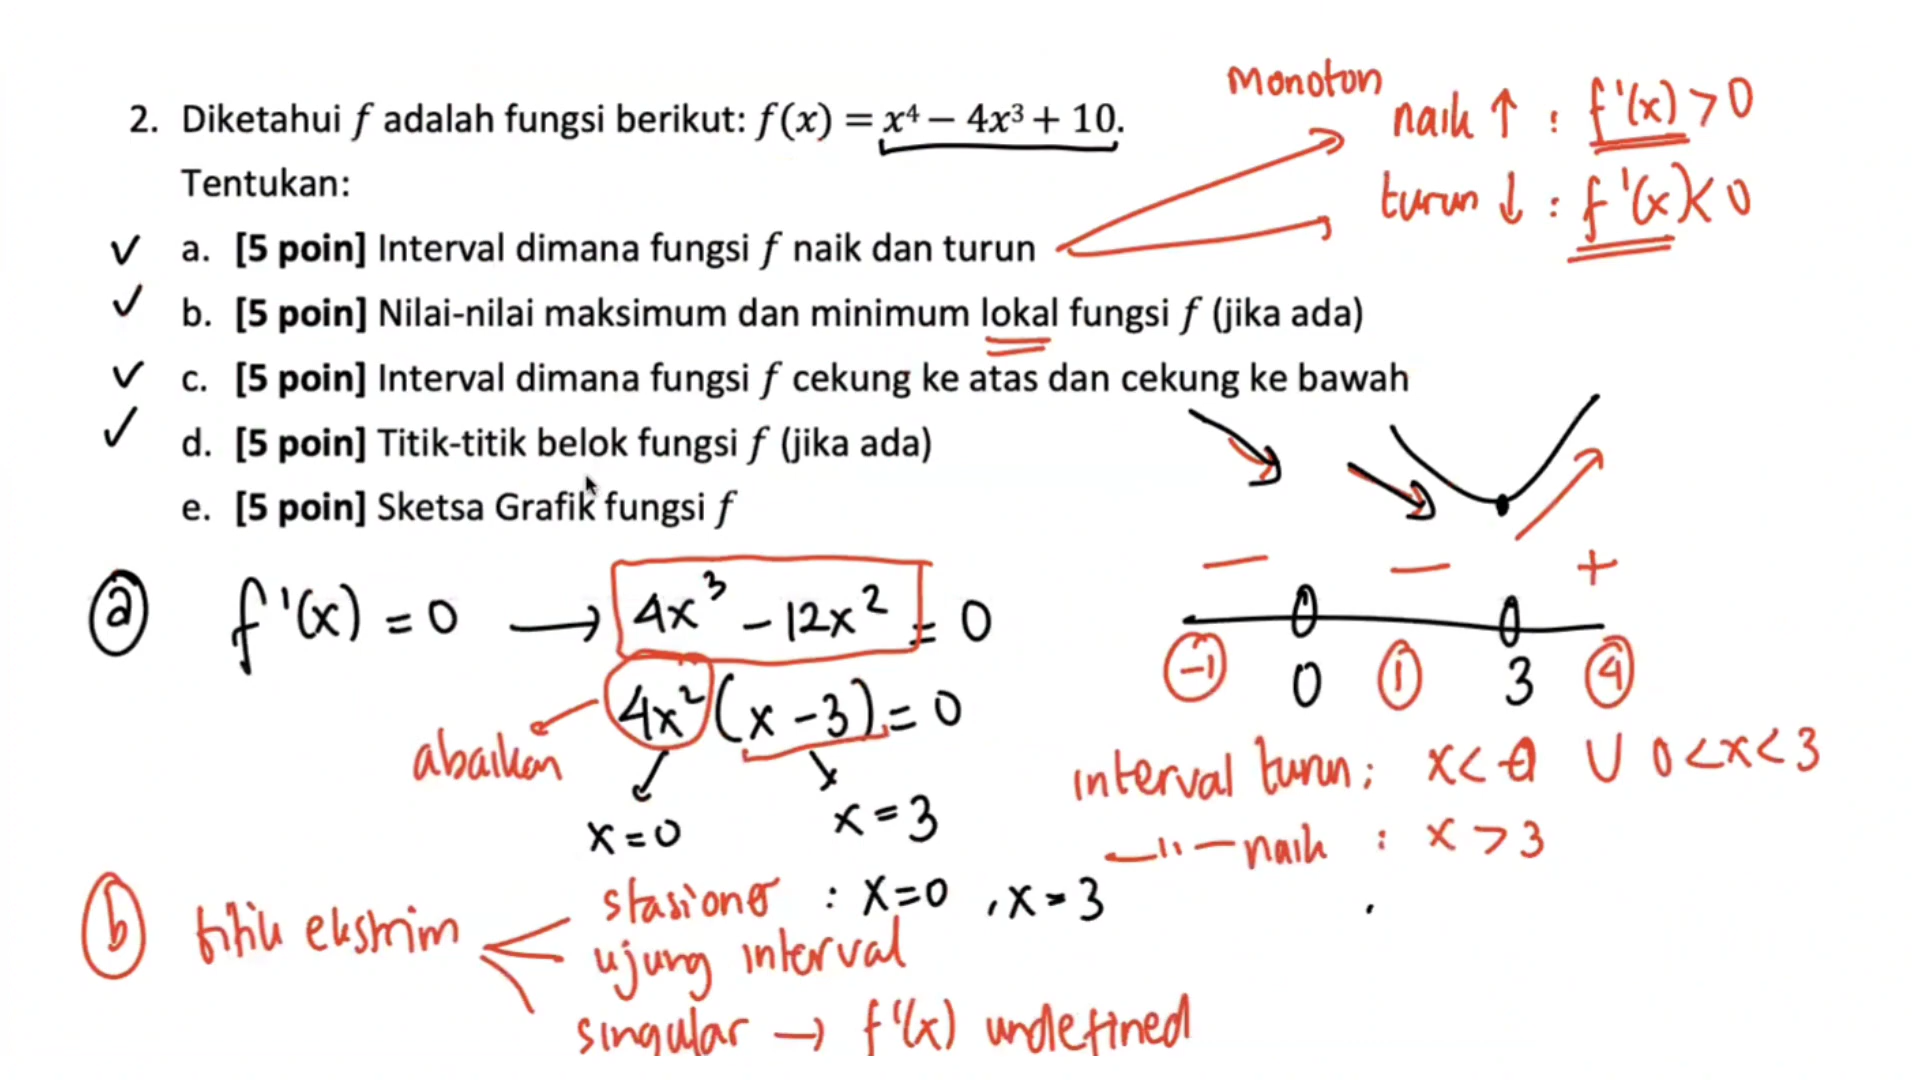 2. Diketahui f adalah fungsi berikut: f(x) = x⁴ − 4x³ + 10.
Tentukan:
a. [5 poin] Interval dimana fungsi f naik dan turun
b. [5 poin] Nilai-nilai maksimum dan minimum lokal fungsi f (jika ada)
c. [5 poin] Interval dimana fungsi f cekung ke atas dan cekung ke bawah
d. [5 poin] Titik-titik belok fungsi f (jika ada)
e. [5 poin] Sketsa Grafik fungsi f
Monoton
naik ↑ : f'(x) > 0
turun ↓ : f'(x) < 0
a f'(x) = 0 → 4x³ − 12x² = 0
4x² (x − 3) = 0
abaikan
x = 0 x = 3
− − +
−1 0 1 3 4
interval turun: x < 0 ∪ 0 < x < 3
—"— naik : x > 3
b titik ekstrim
stasioner : x = 0 , x = 3
ujung interval
singular → f'(x) undefined